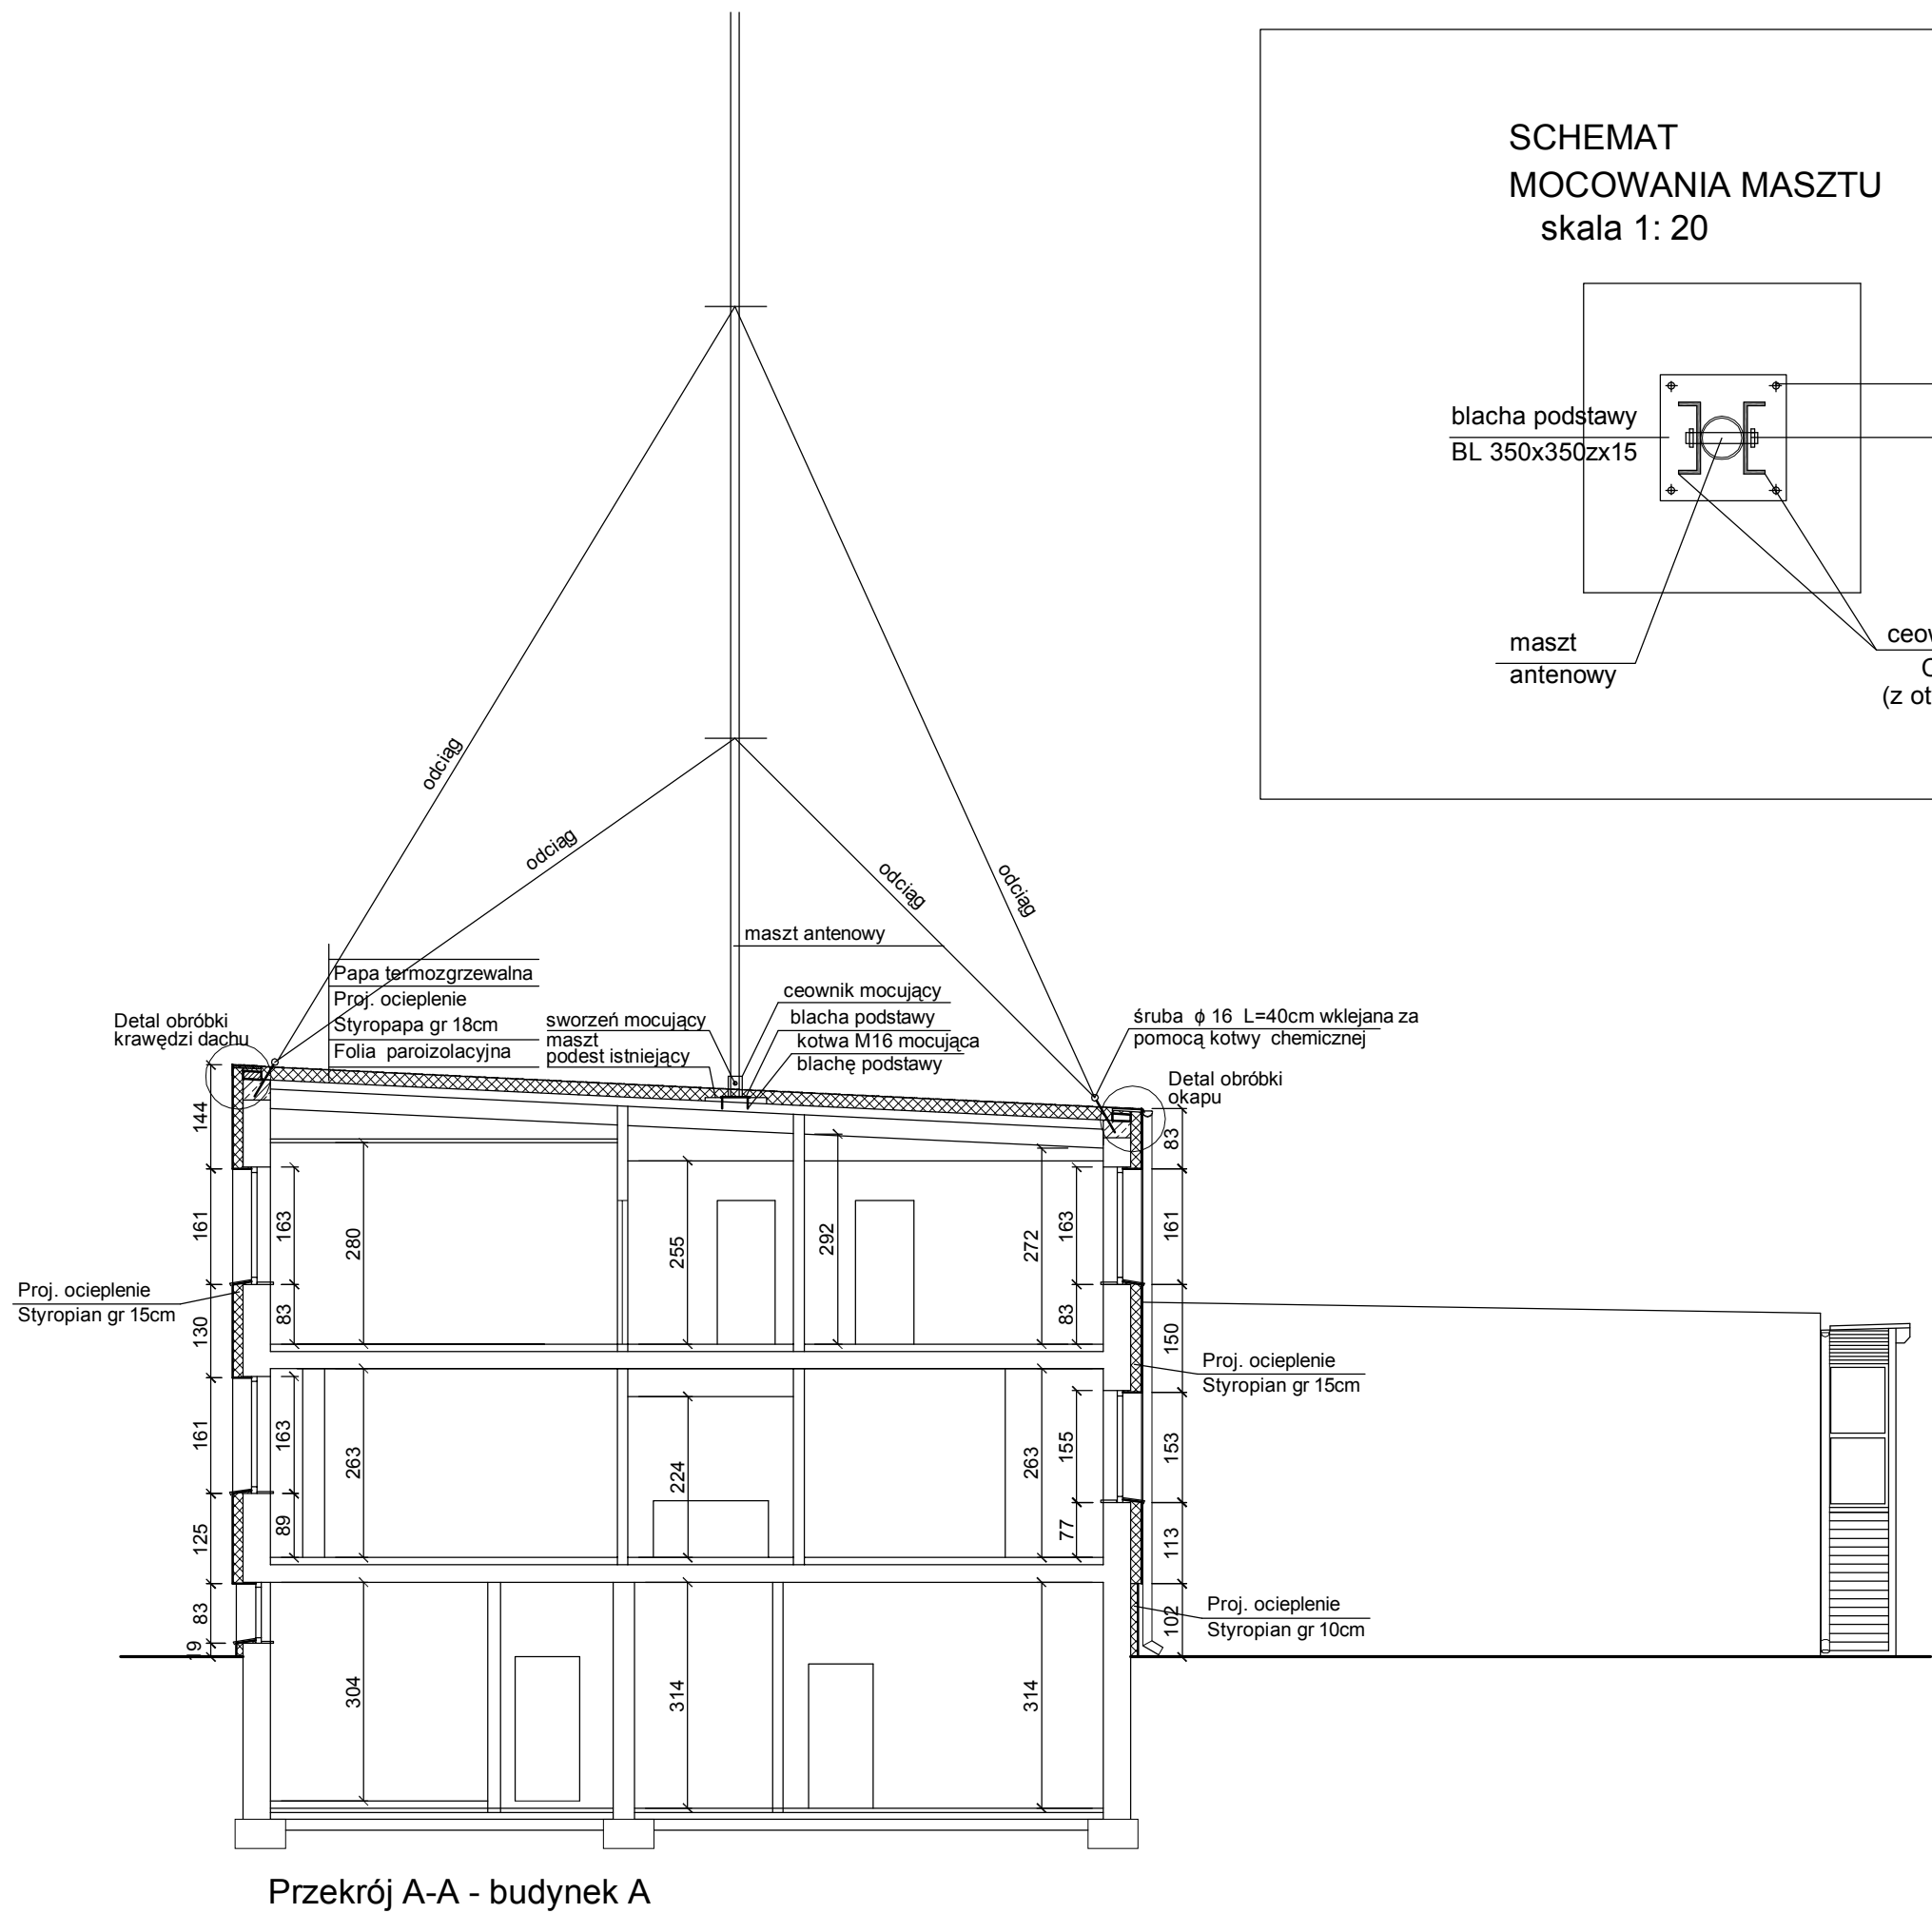 SCHEMAT
MOCOWANIA MASZTU
skala 1: 20
blacha podstawy
BL 350x350zx15
maszt
antenowy
(z ot
odciąg
odciąg
odciąg
odciąg
maszt antenowy
Papa termozgrzewalna
Proj. ocieplenie
Styropapa gr 18cm
Folia paroizolacyjna
Detal obróbki
krawędzi dachu
sworzeń mocujący
maszt
podest istniejący
ceownik mocujący
blacha podstawy
kotwa M16 mocująca
blachę podstawy
śruba ϕ 16 L=40cm wklejana za
pomocą kotwy chemicznej
Detal obróbki
okapu
144
161
130
161
125
83
19
163
83
163
89
280
263
304
255
224
314
292
272
263
314
163
83
155
77
83
161
150
153
113
102
Proj. ocieplenie
Styropian gr 15cm
Proj. ocieplenie
Styropian gr 15cm
Proj. ocieplenie
Styropian gr 10cm
Przekrój A-A - budynek A